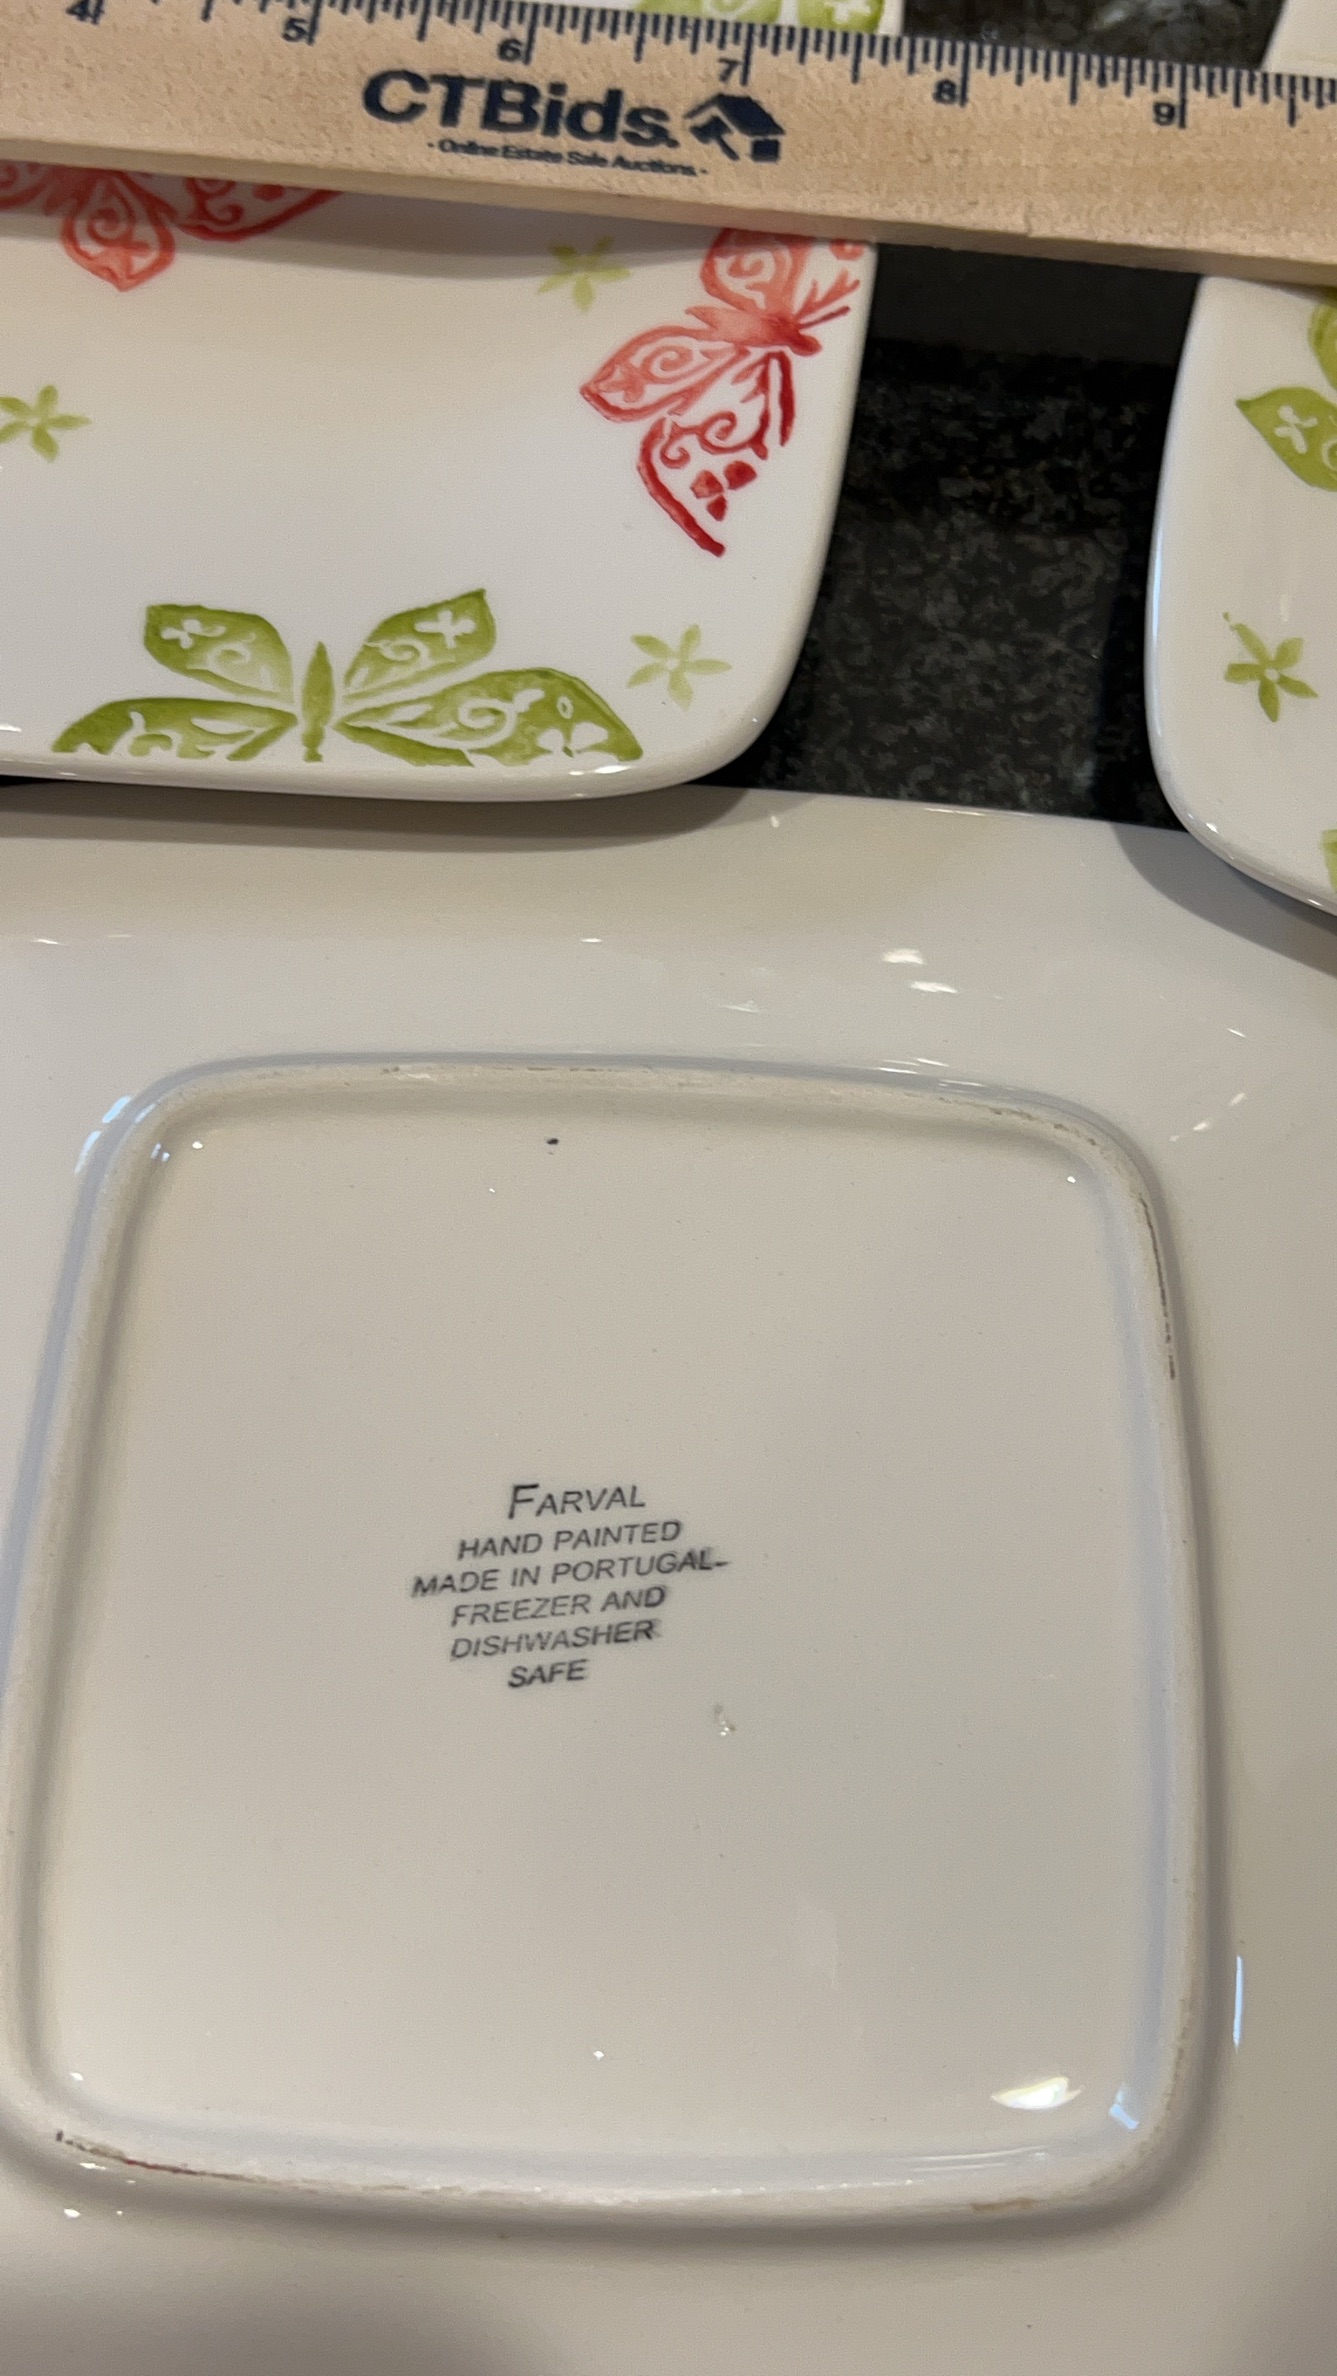 4 5 6 7 8 9
CTBids.
- Online Estate Sale Auctions -
FARVAL
HAND PAINTED
MADE IN PORTUGAL-
FREEZER AND
DISHWASHER
SAFE